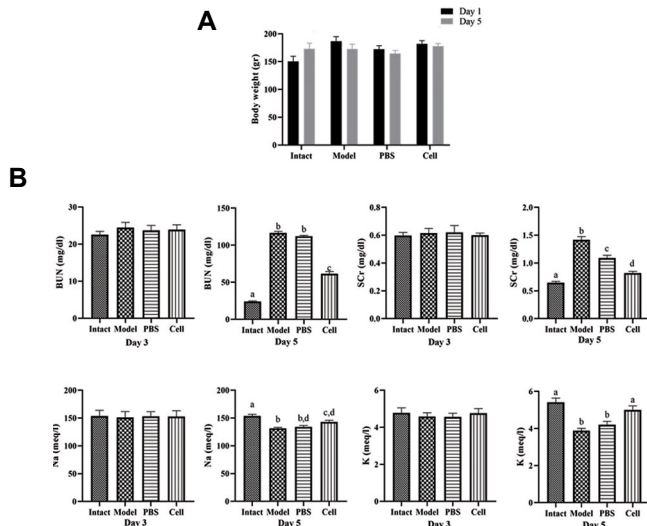 A
Day 1
Day 5
Body weight (gr)
200
150
100
50
0
Intact Model PBS Cell
B
BUN (mg/dl)
30
20
10
0
Intact Model PBS Cell
Day 3
BUN (mg/dl)
150
100
50
0
a b b c
Intact Model PBS Cell
Day 5
SCr (mg/dl)
0.8
0.6
0.4
0.2
0.0
Intact Model PBS Cell
Day 3
SCr (mg/dl)
2.0
1.5
1.0
0.5
0.0
a b c d
Intact Model PBS Cell
Day 5
Na (meq/l)
200
150
100
50
0
Intact Model PBS Cell
Day 3
Na (meq/l)
200
150
100
50
0
a b b,d c,d
Intact Model PBS Cell
Day 5
K (meq/l)
6
4
2
0
Intact Model PBS Cell
Day 3
K (meq/l)
6
4
2
0
a b b a
Intact Model PBS Cell
Day 5